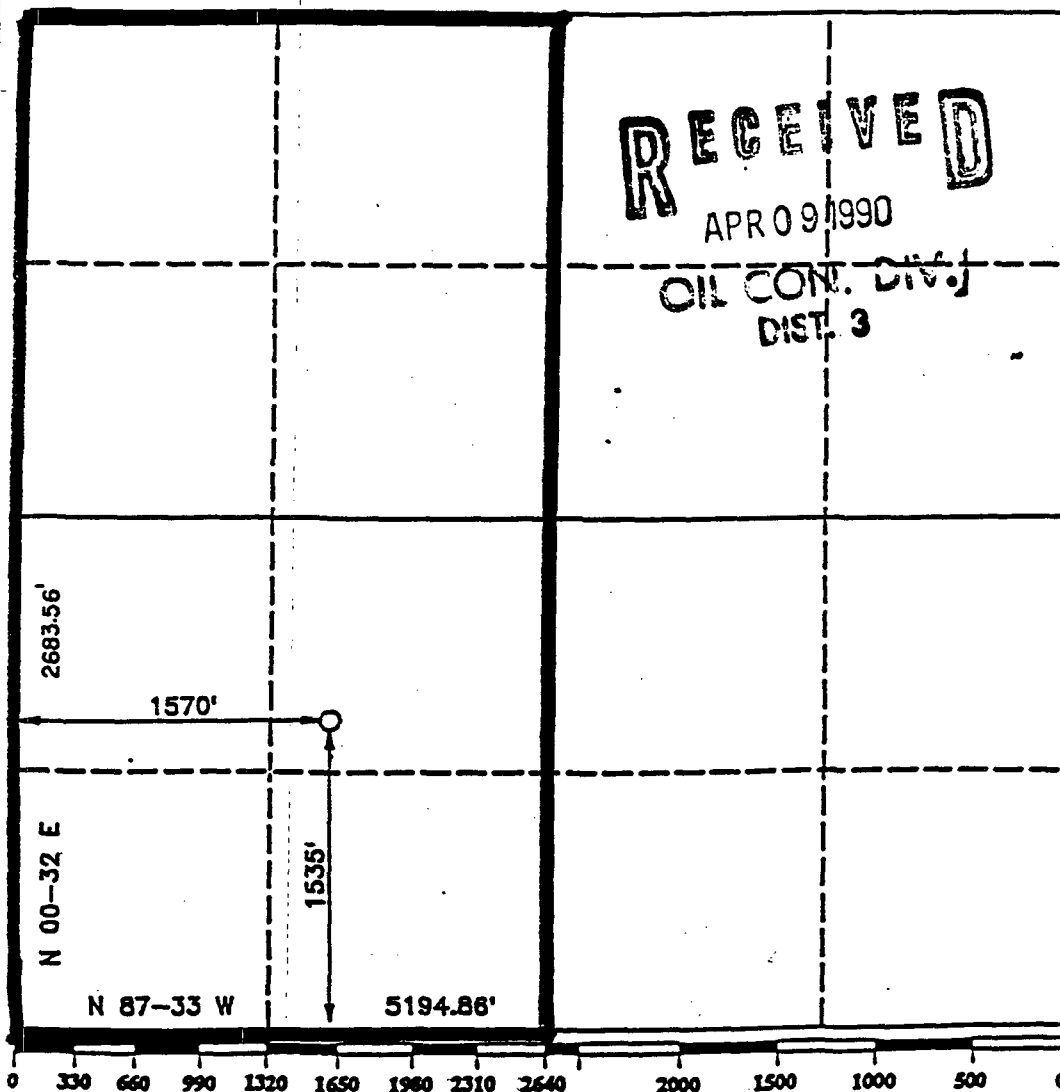 RECEIVED
APR 09 1990
OIL CON. DIV.
DIST. 3
2683.56'
1570'
1535'
N 00-32 E
N 87-33 W 5194.86'
0 330 660 990 1320 1650 1980 2310 2640 2000 1500 1000 500